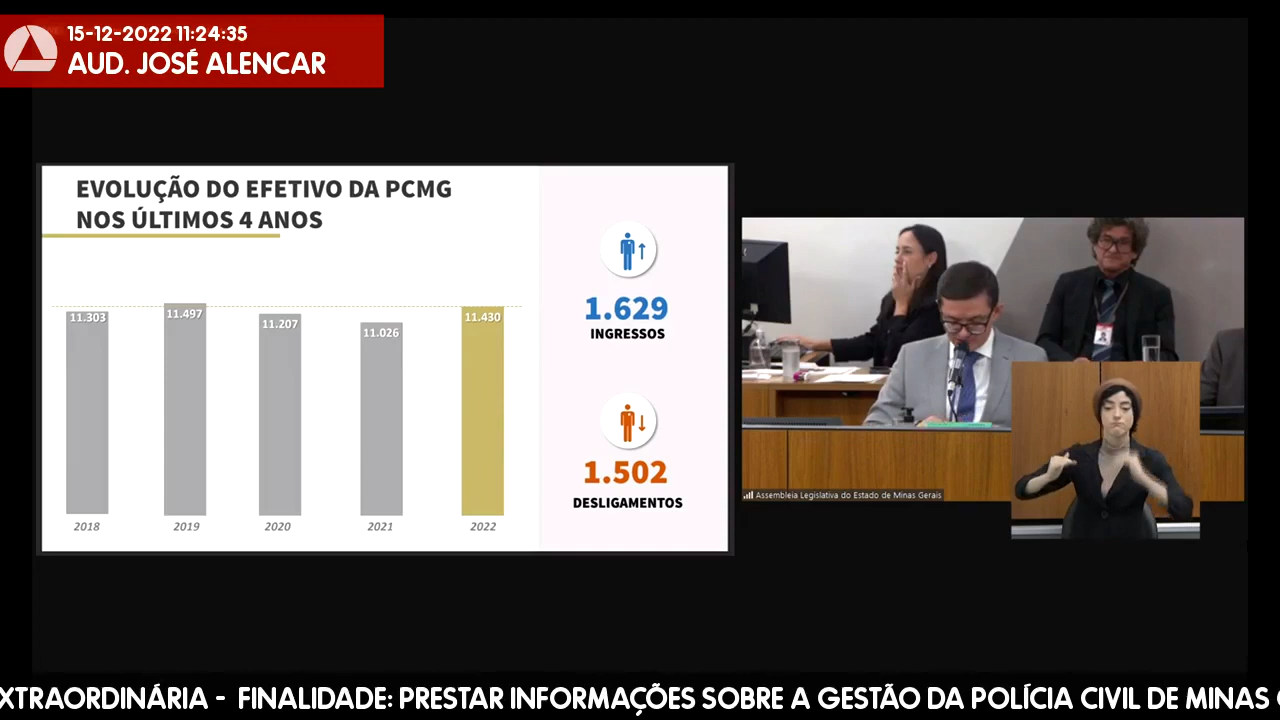 15-12-2022 11:24:35
AUD. JOSÉ ALENCAR
EVOLUÇÃO DO EFETIVO DA PCMG
NOS ÚLTIMOS 4 ANOS
11.303
11.497
11.207
11.026
11.430
2018
2019
2020
2021
2022
1.629
INGRESSOS
1.502
DESLIGAMENTOS
Assembleia Legislativa do Estado de Minas Gerais
XTRAORDINÁRIA - FINALIDADE: PRESTAR INFORMAÇÕES SOBRE A GESTÃO DA POLÍCIA CIVIL DE MINAS